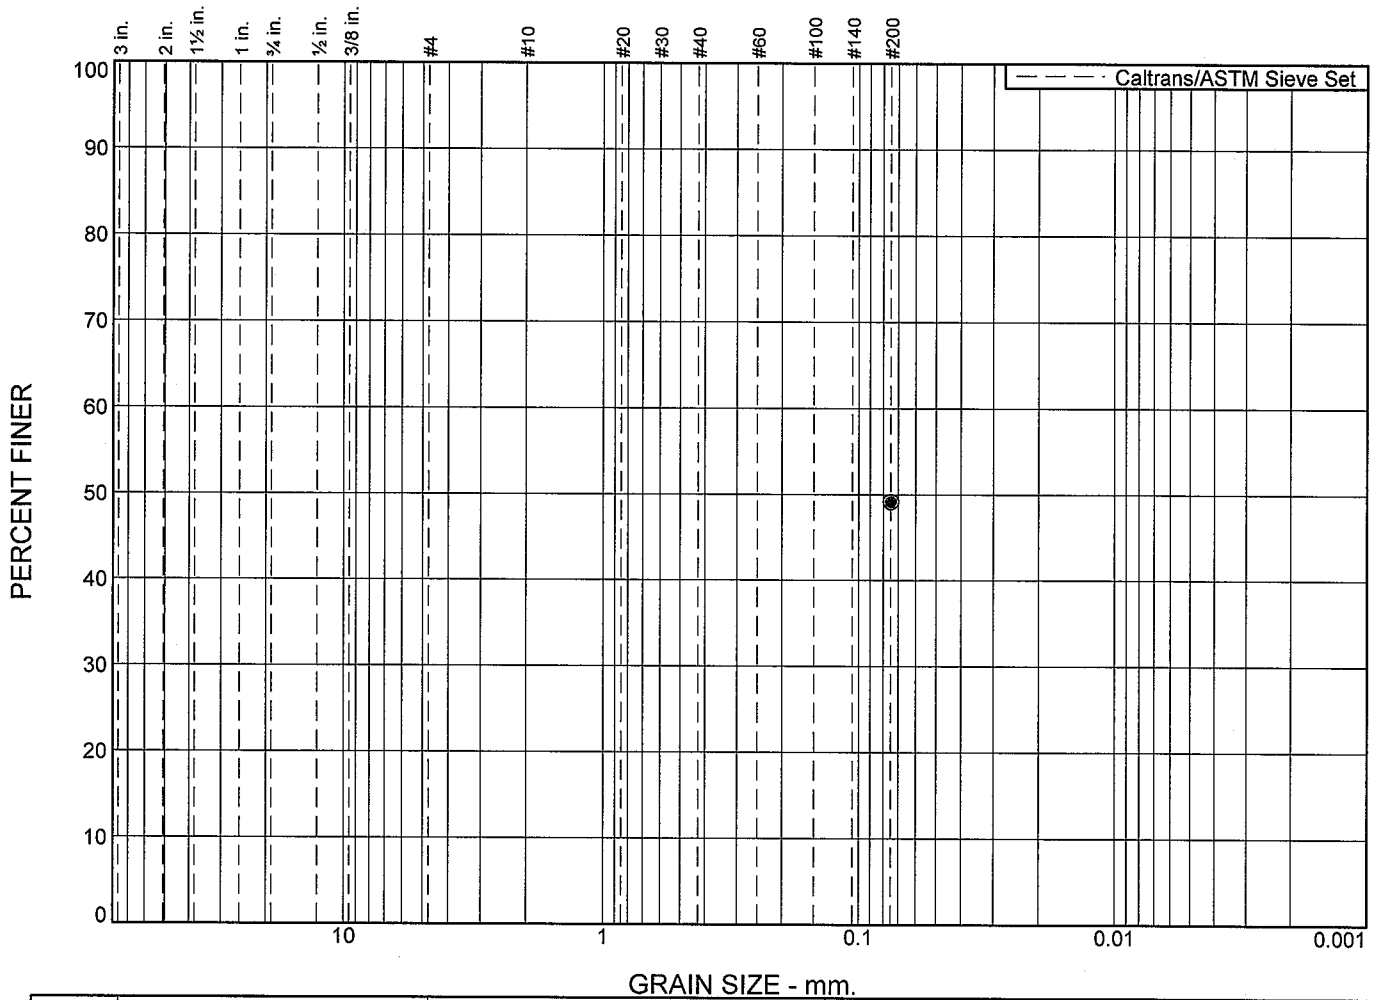 3 in.
2 in.
1½ in.
1 in.
¾ in.
½ in.
3/8 in.
#4
#10
#20
#30
#40
#60
#100
#140
#200
Caltrans/ASTM Sieve Set
100
90
80
70
60
50
40
30
20
10
0
PERCENT FINER
10
1
0.1
0.01
0.001
GRAIN SIZE - mm.